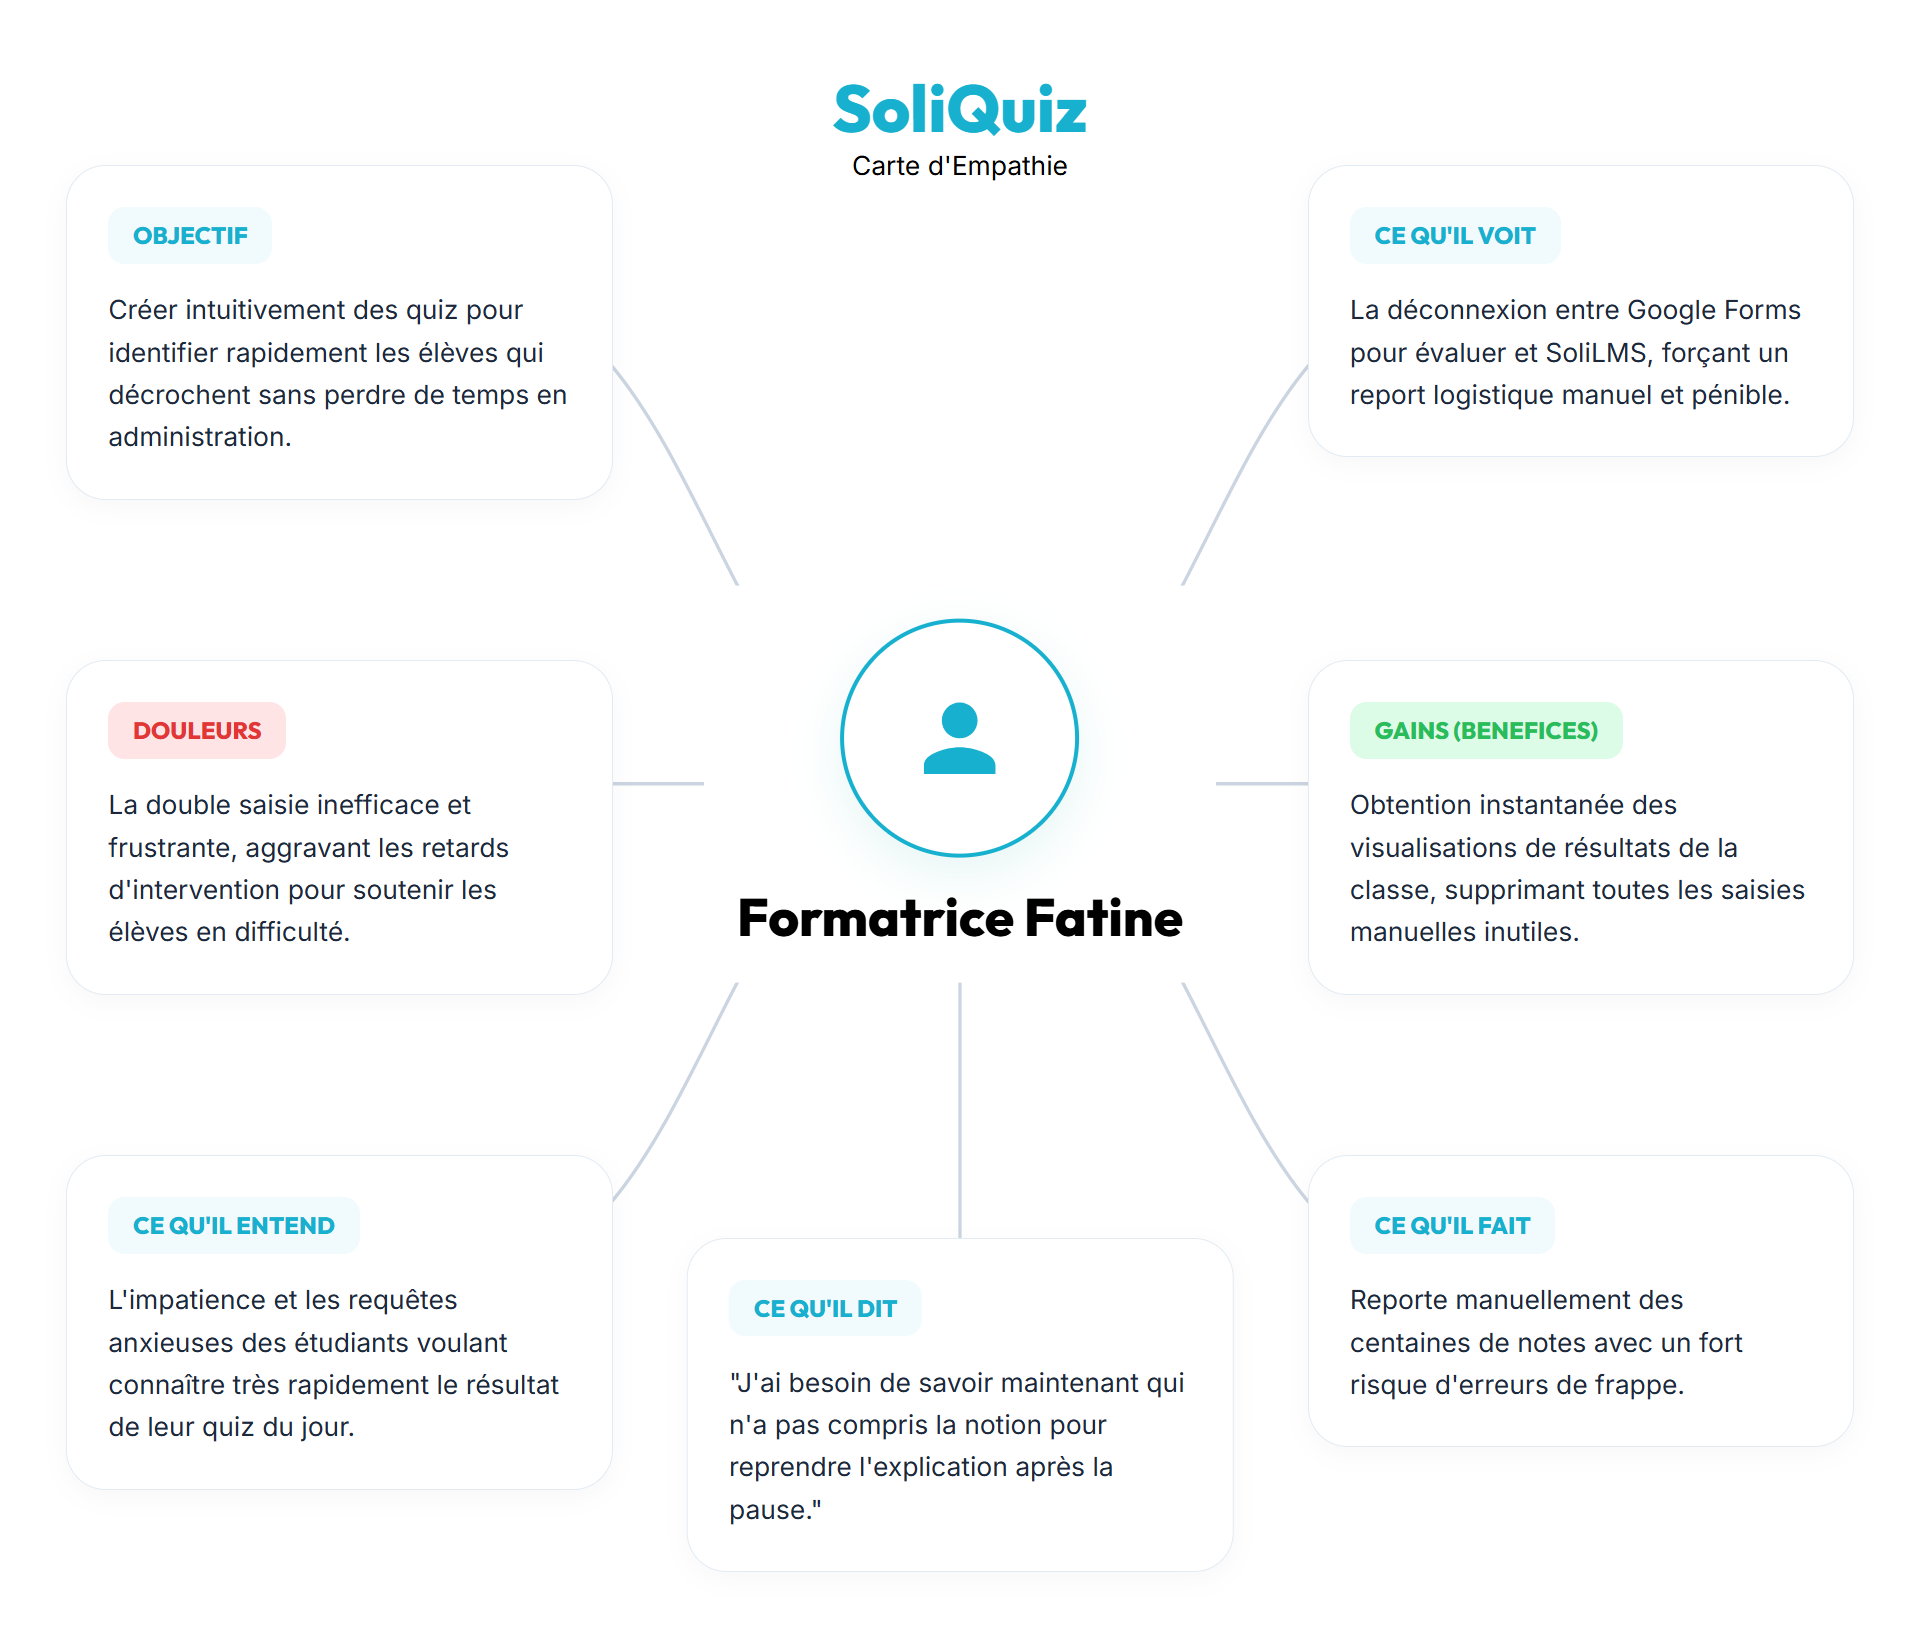 SoliQuiz
Carte d'Empathie
OBJECTIF
Créer intuitivement des quiz pour
identifier rapidement les élèves qui
décrochent sans perdre de temps en
administration.
CE QU'IL VOIT
La déconnexion entre Google Forms
pour évaluer et SoliLMS, forçant un
report logistique manuel et pénible.
DOULEURS
La double saisie inefficace et
frustrante, aggravant les retards
d'intervention pour soutenir les
élèves en difficulté.
Formatrice Fatine
GAINS (BENEFICES)
Obtention instantanée des
visualisations de résultats de la
classe, supprimant toutes les saisies
manuelles inutiles.
CE QU'IL ENTEND
L'impatience et les requêtes
anxieuses des étudiants voulant
connaître très rapidement le résultat
de leur quiz du jour.
CE QU'IL DIT
"J'ai besoin de savoir maintenant qui
n'a pas compris la notion pour
reprendre l'explication après la
pause."
CE QU'IL FAIT
Reporte manuellement des
centaines de notes avec un fort
risque d'erreurs de frappe.